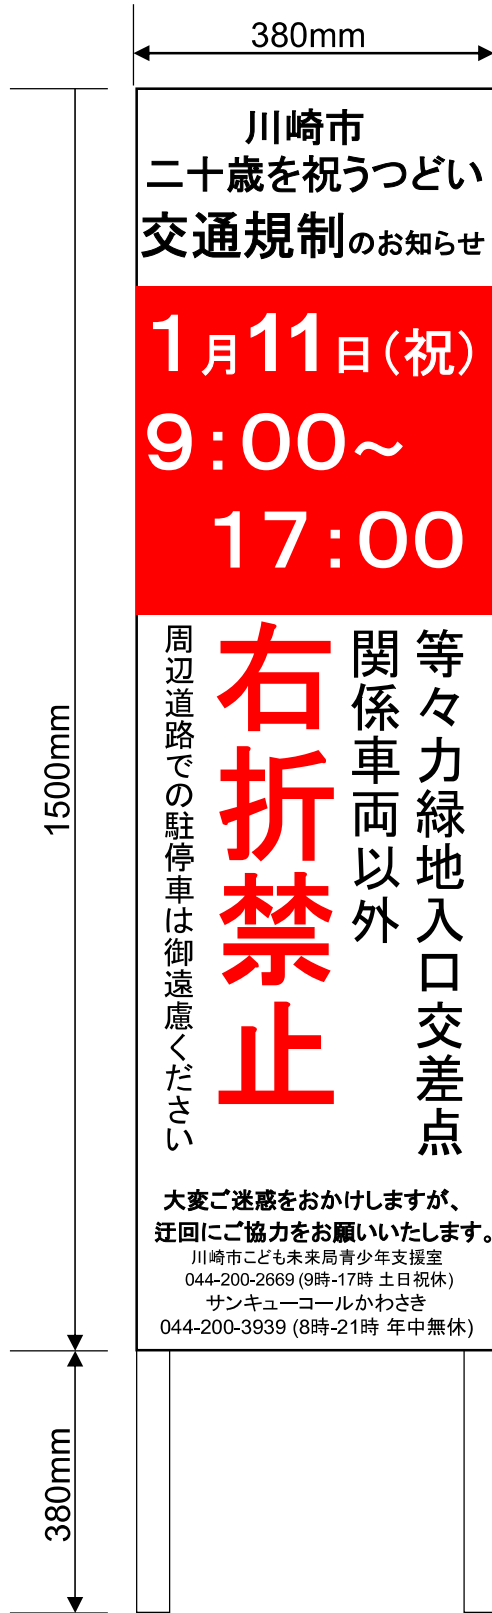 380mm
川崎市
二十歳を祝うつどい
交通規制のお知らせ
1月11日(祝)
9:00～
17:00
等々力緑地入口交差点
関係車両以外
右折禁止
周辺道路での駐停車は御遠慮ください
大変ご迷惑をおかけしますが、
迂回にご協力をお願いいたします。
川崎市こども未来局青少年支援室
044-200-2669 (9時-17時 土日祝休)
サンキューコールかわさき
044-200-3939 (8時-21時 年中無休)
1500mm
380mm